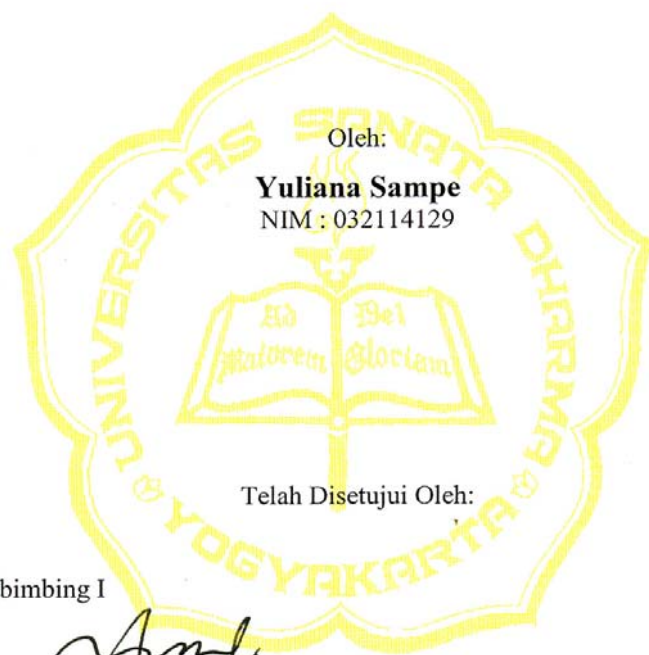 Oleh:
Yuliana Sampe
NIM : 032114129
UNIVERSITAS SANATA DHARMA
YOGYAKARTA
Ad Maiorem
Dei Gloriam
Telah Disetujui Oleh:
bimbing I